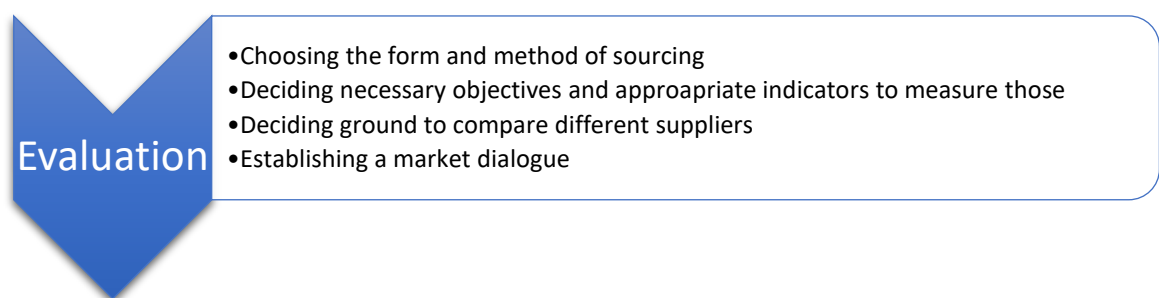 Evaluation
•Choosing the form and method of sourcing
•Deciding necessary objectives and approapriate indicators to measure those
•Deciding ground to compare different suppliers
•Establishing a market dialogue